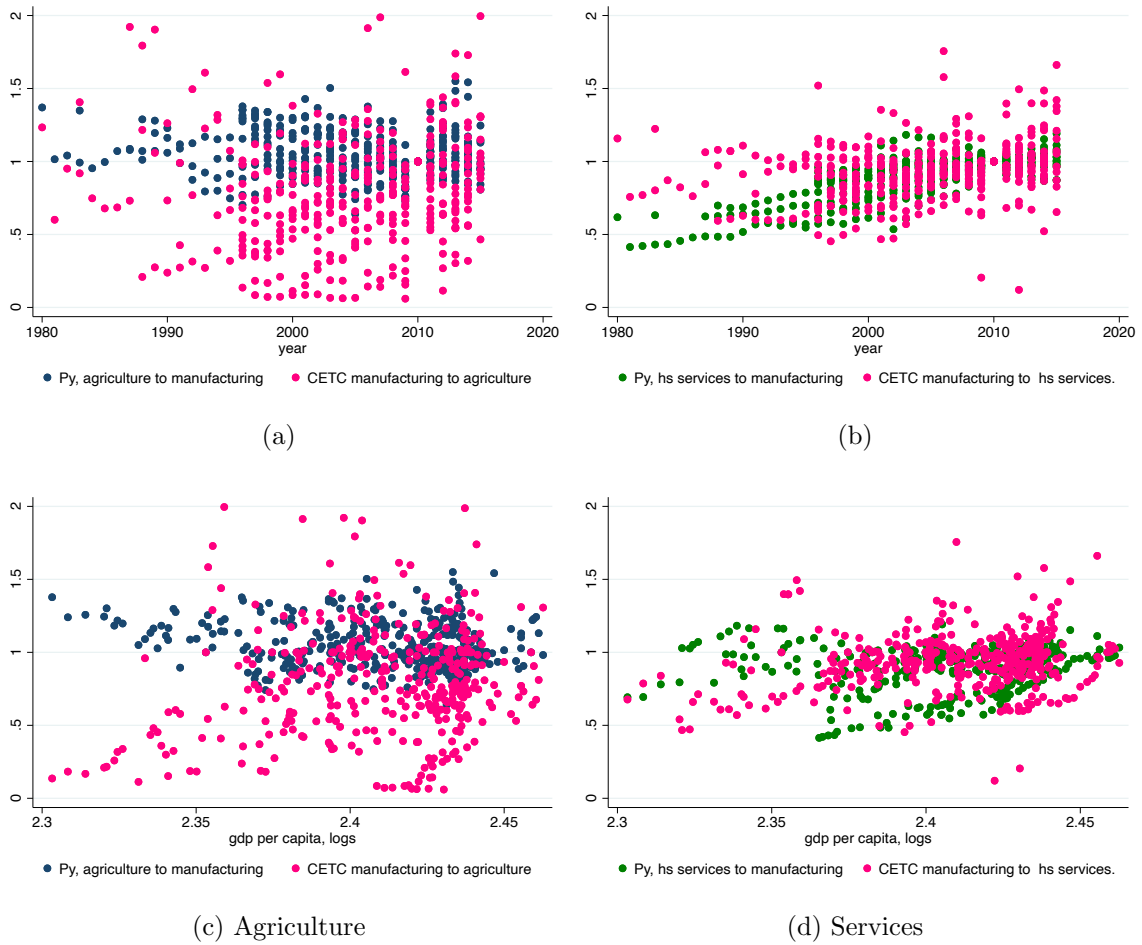 0 .5 1 1.5 2
1980 1990 2000 2010 2020
year
Py, agriculture to manufacturing CETC manufacturing to agriculture
(a)
0 .5 1 1.5 2
1980 1990 2000 2010 2020
year
Py, hs services to manufacturing CETC manufacturing to hs services.
(b)
0 .5 1 1.5 2
2.3 2.35 2.4 2.45
gdp per capita, logs
Py, agriculture to manufacturing CETC manufacturing to agriculture
(c) Agriculture
0 .5 1 1.5 2
2.3 2.35 2.4 2.45
gdp per capita, logs
Py, hs services to manufacturing CETC manufacturing to hs services.
(d) Services